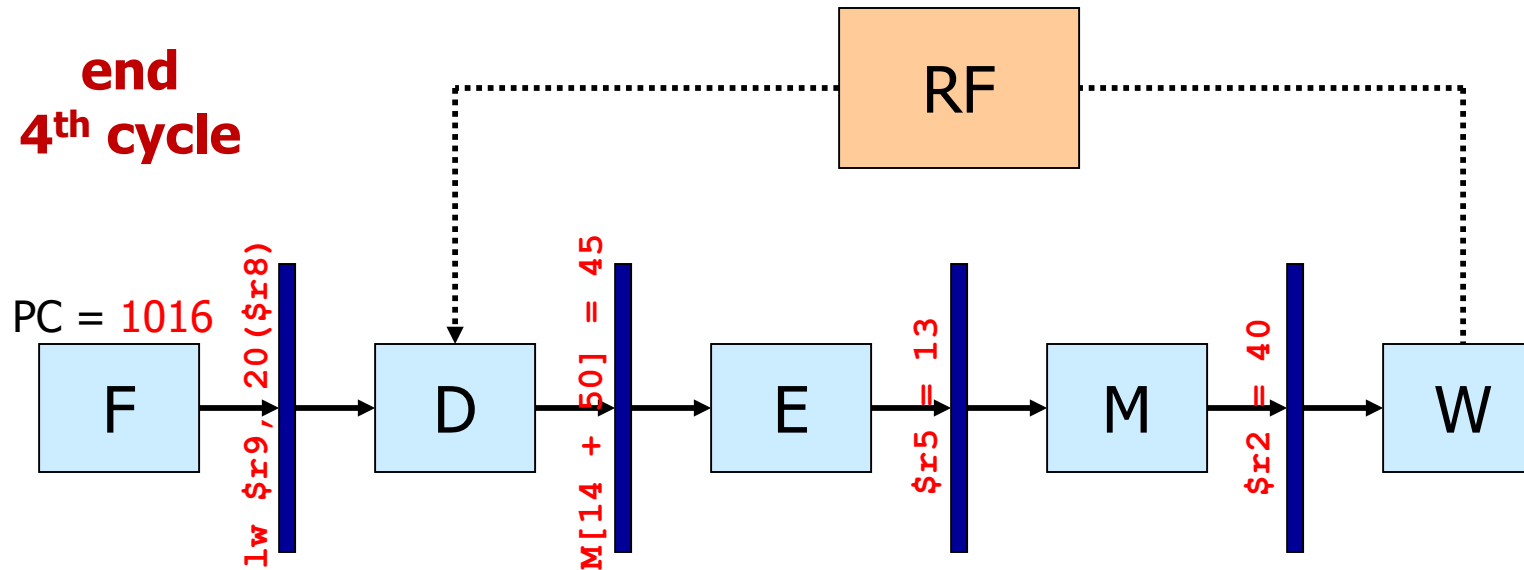 end
4th cycle
RF
PC = 1016
F
lw $r9,20($r8)
D
M[14 + 50] = 45
E
$r5 = 13
M
$r2 = 40
W